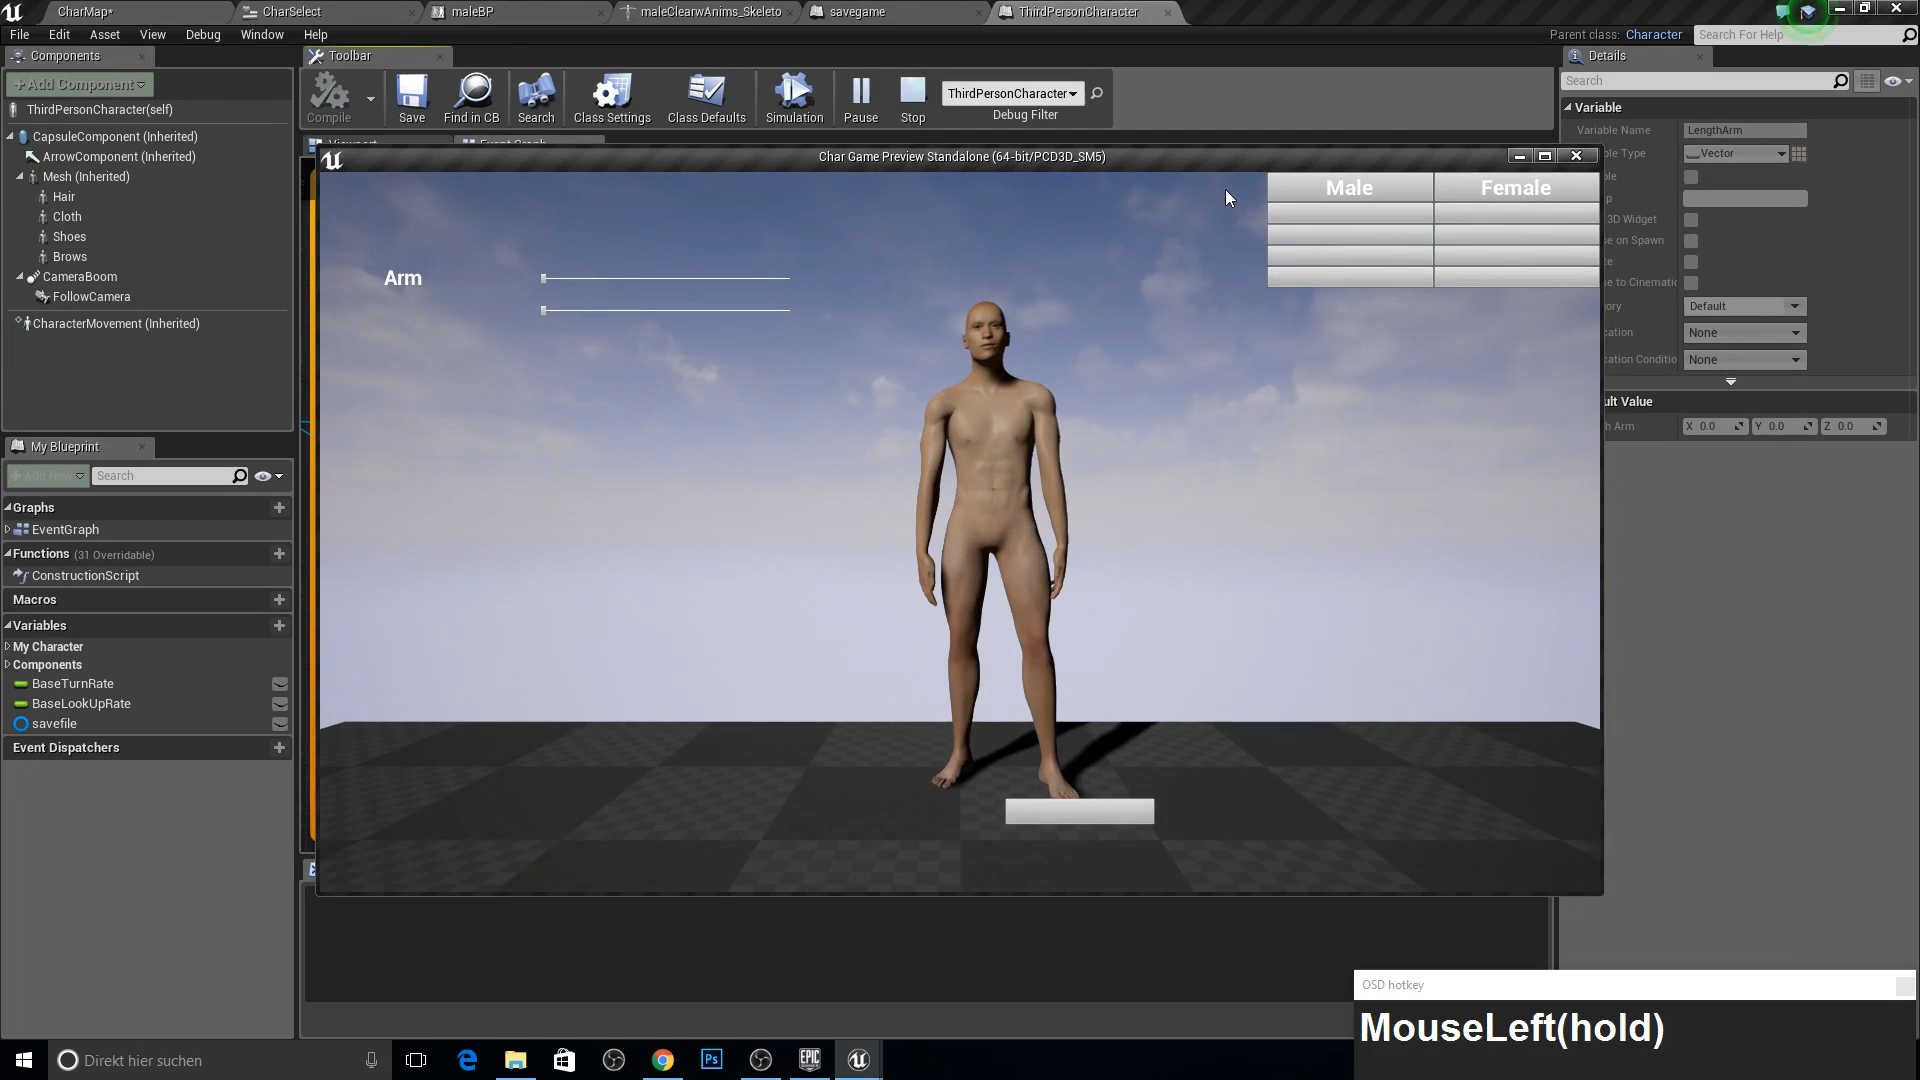 CharMap*
CharSelect
maleBP
maleClearwAnims_Skeleto
savegame
ThirdPersonCharacter
File Edit Asset View Debug Window Help
Parent class: Character
Search For Help
Components
Toolbar
Details
+Add Component
Search
ThirdPersonCharacter(self)
CapsuleComponent (Inherited)
ArrowComponent (Inherited)
Mesh (Inherited)
Hair
Cloth
Shoes
Brows
CameraBoom
FollowCamera
CharacterMovement (Inherited)
Compile
Save
Find in CB
Search
Class Settings
Class Defaults
Simulation
Pause
Stop
ThirdPersonCharacter
Debug Filter
Char Game Preview Standalone (64-bit/PCD3D_SM5)
Male
Female
Arm
Variable
Variable Name
LengthArm
Vector
3D Widget
Default
None
None
X 0.0
Y 0.0
Z 0.0
My Blueprint
Search
Graphs
EventGraph
Functions (31 Overridable)
ConstructionScript
Macros
Variables
My Character
Components
BaseTurnRate
BaseLookUpRate
savefile
Event Dispatchers
OSD hotkey
MouseLeft(hold)
Direkt hier suchen
Ps
EPIC